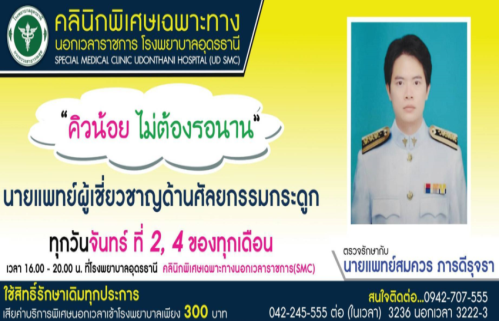 คลินิกพิเศษเฉพาะทาง
นอกเวลาราชการ โรงพยาบาลอุดรธานี
SPECIAL MEDICAL CLINIC UDONTHANI HOSPITAL (UD SMC)
"คิวน้อย ไม่ต้องรอนาน"
นายแพทย์ผู้เชี่ยวชาญด้านศัลยกรรมกระดูก
ทุกวันจันทร์ ที่ 2, 4 ของทุกเดือน
เวลา 16.00 - 20.00 น. ที่โรงพยาบาลอุดรธานี คลินิกพิเศษเฉพาะทางนอกเวลาราชการ(SMC)
ตรวจรักษากับ
นายแพทย์สมควร ภารดีรุจรา
ใช้สิทธิ์รักษาเดิมทุกประการ
เสียค่าบริการพิเศษนอกเวลาเข้าโรงพยาบาลเพียง 300 บาท
สนใจติดต่อ...0942-707-555
042-245-555 ต่อ (ในเวลา) 3236 นอกเวลา 3222-3